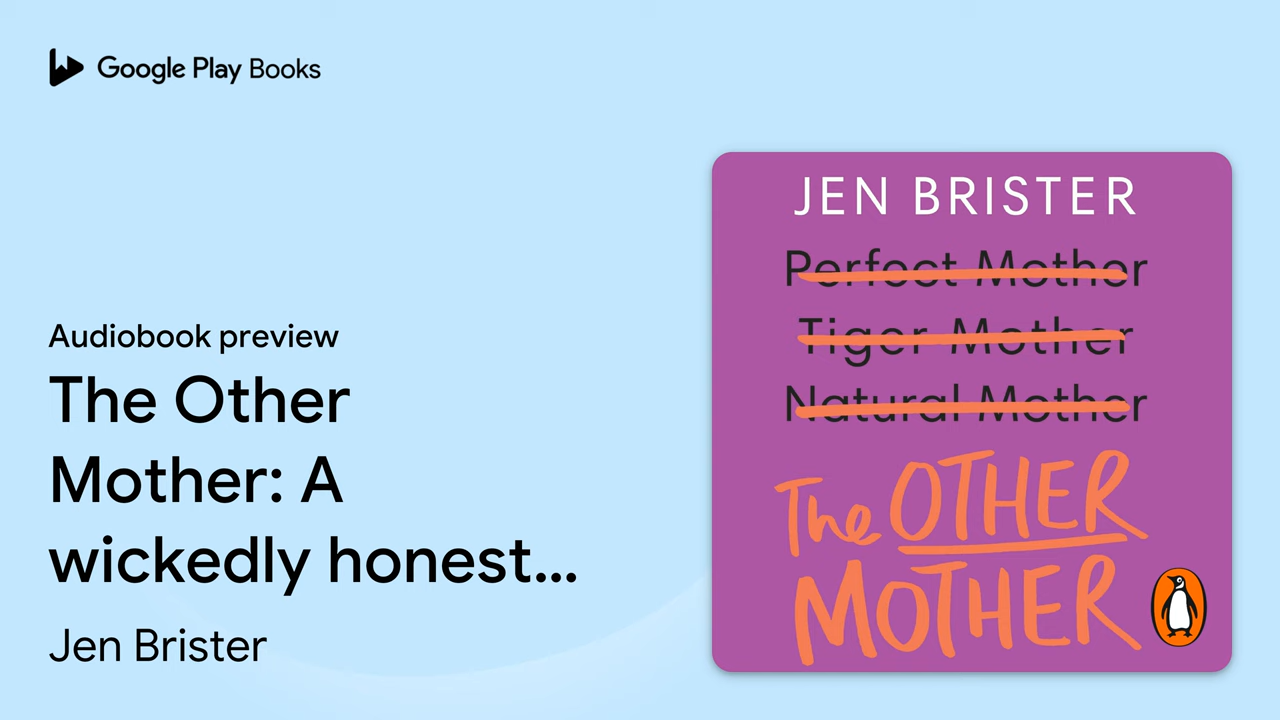 Google Play Books
Audiobook preview
The Other
Mother: A
wickedly honest...
Jen Brister
JEN BRISTER
Perfect Mother
Tiger Mother
Natural Mother
The OTHER
MOTHER